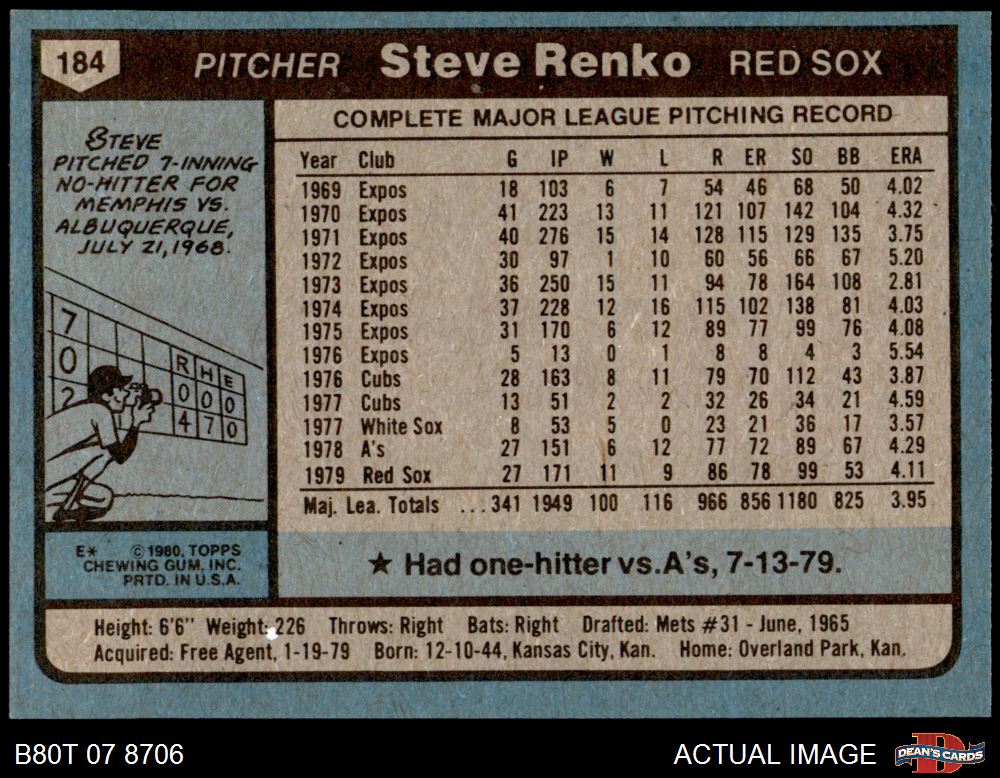 184 PITCHER Steve Renko RED SOX
STEVE
PITCHED 7-INNING
NO-HITTER FOR
MEMPHIS VS.
ALBUQUERQUE,
JULY 21, 1968.
7
0
2
R H E
0 0 0
4 7 0
COMPLETE MAJOR LEAGUE PITCHING RECORD
Year Club G IP W L R ER SO BB ERA
1969 Expos 18 103 6 7 54 46 68 50 4.02
1970 Expos 41 223 13 11 121 107 142 104 4.32
1971 Expos 40 276 15 14 128 115 129 135 3.75
1972 Expos 30 97 1 10 60 56 66 67 5.20
1973 Expos 36 250 15 11 94 78 164 108 2.81
1974 Expos 37 228 12 16 115 102 138 81 4.03
1975 Expos 31 170 6 12 89 77 99 76 4.08
1976 Expos 5 13 0 1 8 8 4 3 5.54
1976 Cubs 28 163 8 11 79 70 112 43 3.87
1977 Cubs 13 51 2 2 32 26 34 21 4.59
1977 White Sox 8 53 5 0 23 21 36 17 3.57
1978 A's 27 151 6 12 77 72 89 67 4.29
1979 Red Sox 27 171 11 9 86 78 99 53 4.11
Maj. Lea. Totals ...341 1949 100 116 966 856 1180 825 3.95
E* © 1980, TOPPS
CHEWING GUM, INC.
PRTD. IN U.S.A.
★ Had one-hitter vs. A's, 7-13-79.
Height: 6'6" Weight: 226 Throws: Right Bats: Right Drafted: Mets #31 - June, 1965
Acquired: Free Agent, 1-19-79 Born: 12-10-44, Kansas City, Kan. Home: Overland Park, Kan.
B80T 07 8706 ACTUAL IMAGE DEAN'S CARDS